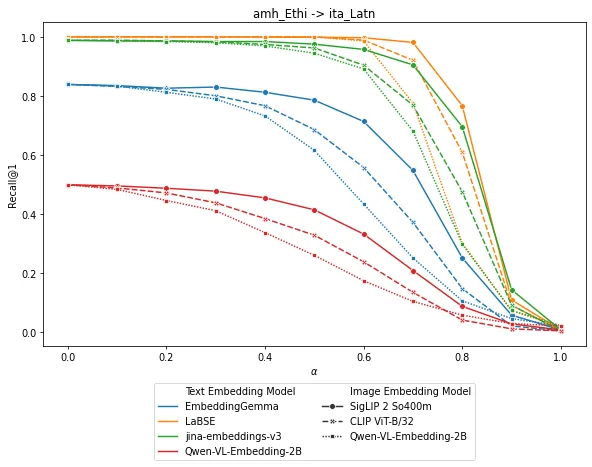 amh_Ethi -> ita_Latn
1.0
0.8
0.6
0.4
0.2
0.0
Recall@1
0.0 0.2 0.4 0.6 0.8 1.0
α
Text Embedding Model
EmbeddingGemma
LaBSE
jina-embeddings-v3
Qwen-VL-Embedding-2B
Image Embedding Model
SigLIP 2 So400m
CLIP ViT-B/32
Qwen-VL-Embedding-2B